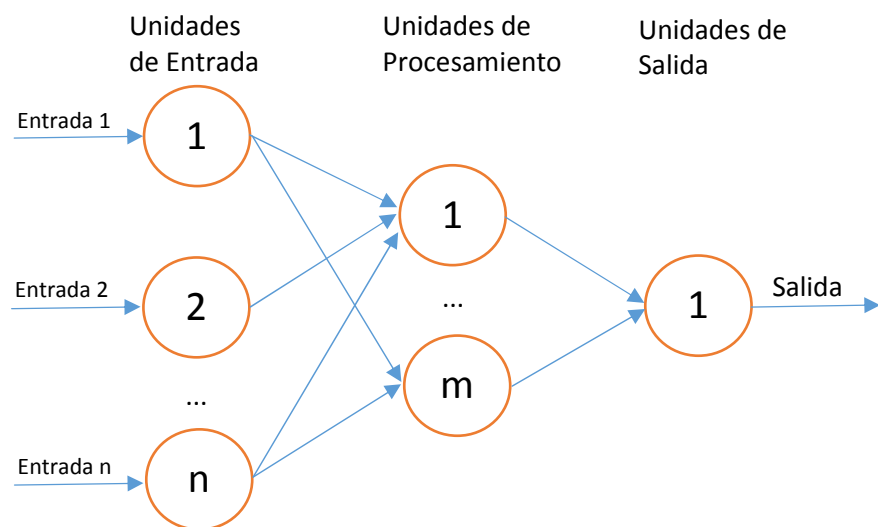 Unidades
de Entrada
Unidades de
Procesamiento
Unidades de
Salida
Entrada 1
1
1
Entrada 2
2
...
1
Salida
...
m
Entrada n
n